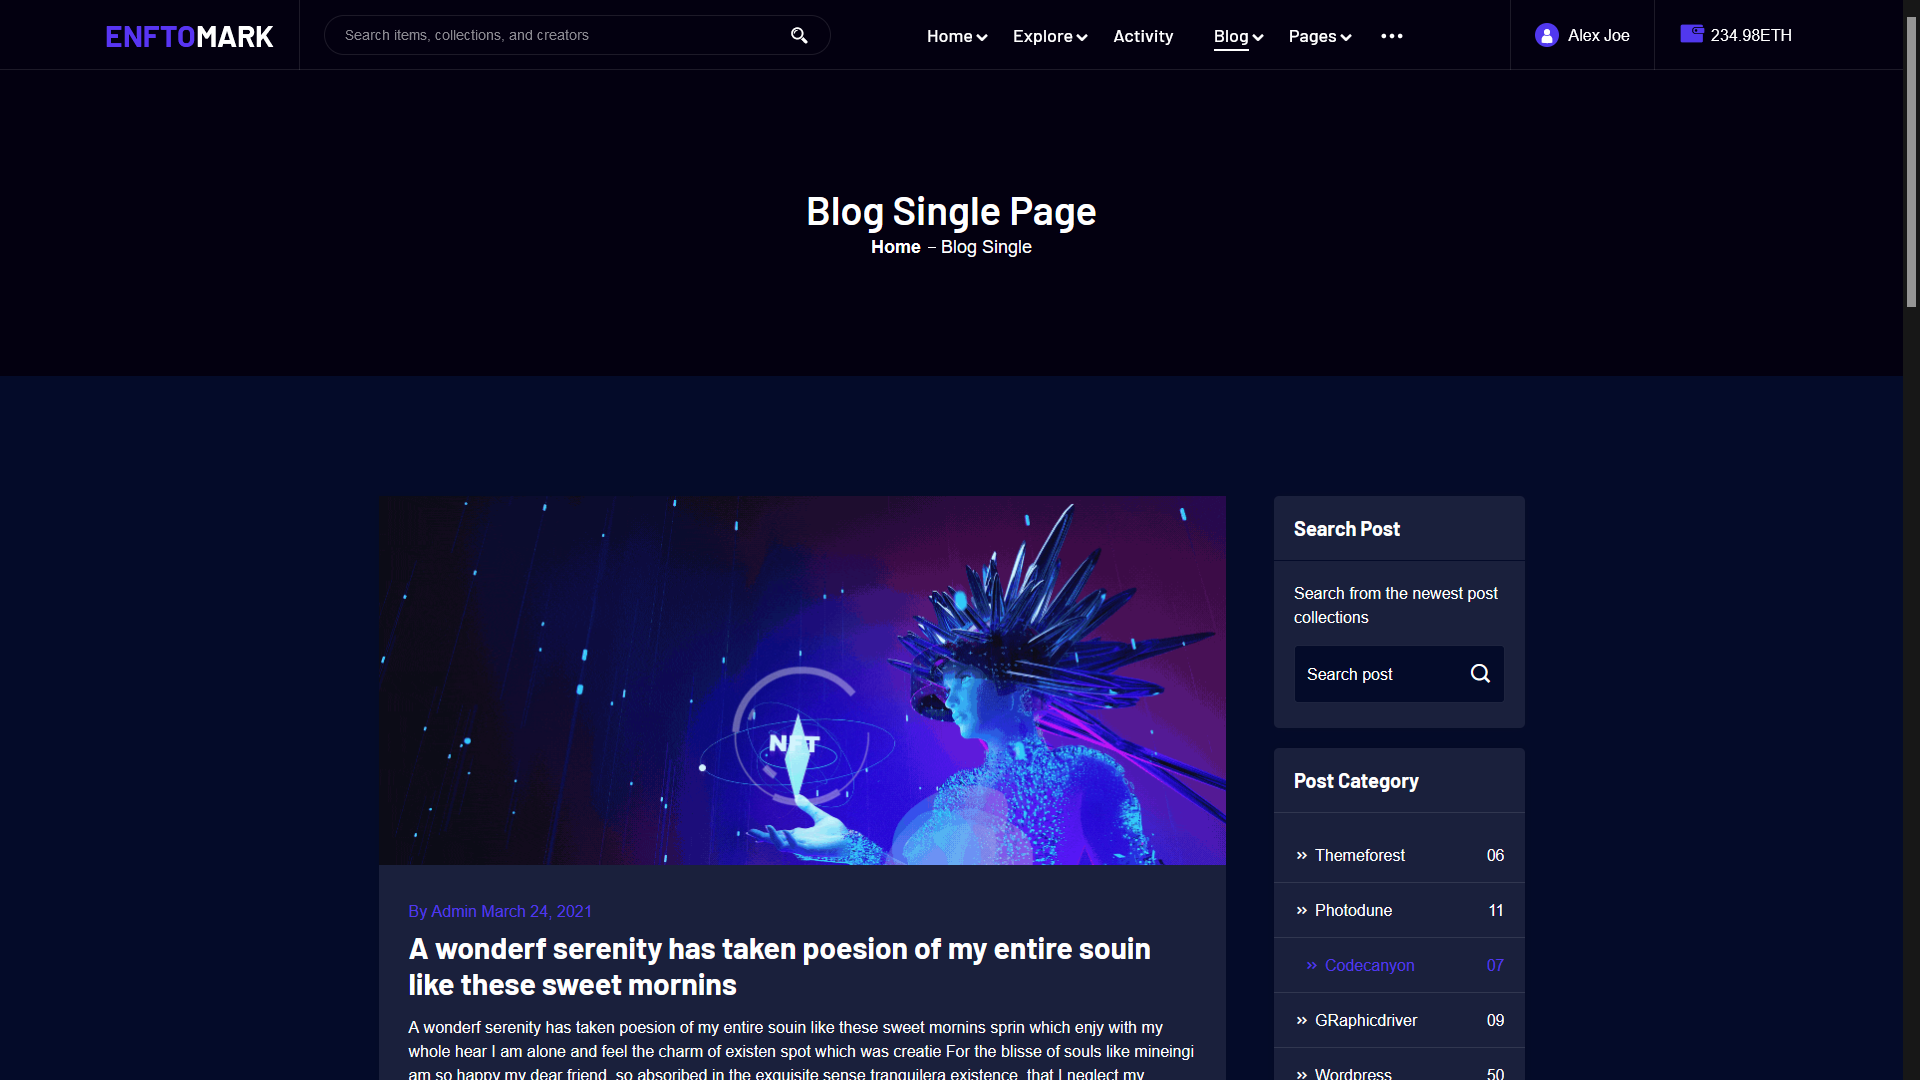 ENFTOMARK
Search items, collections, and creators
Home
Explore
Activity
Blog
Pages
Alex Joe
234.98ETH
Blog Single Page
Home – Blog Single
NFT
By Admin March 24, 2021
A wonderf serenity has taken poesion of my entire souin
like these sweet mornins
A wonderf serenity has taken poesion of my entire souin like these sweet mornins sprin which enjy with my
whole hear I am alone and feel the charm of existen spot which was creatie For the blisse of souls like mineingi
am so happy my dear friend, so absoribed in the exquisite sense tranquilera existence, that I neglect my
Search Post
Search from the newest post
collections
Search post
Post Category
» Themeforest 06
» Photodune 11
» Codecanyon 07
» GRaphicdriver 09
» Wordpress 50